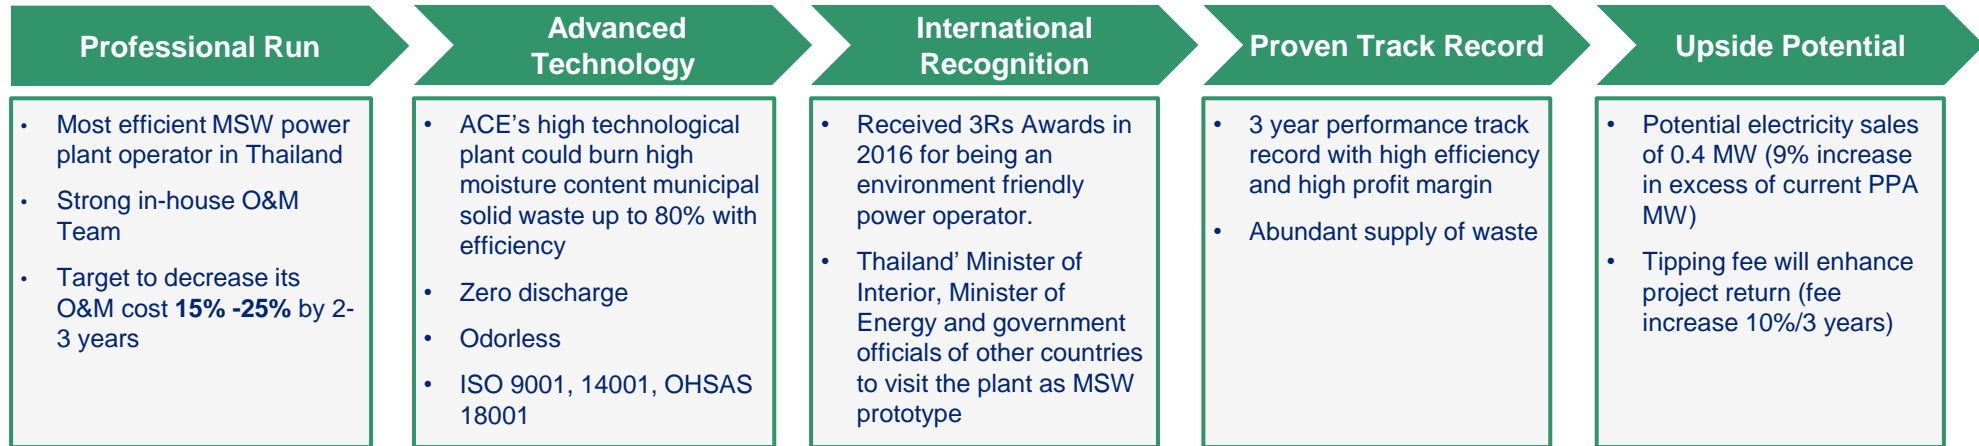 Professional Run
• Most efficient MSW power
plant operator in Thailand
• Strong in-house O&M
Team
• Target to decrease its
O&M cost 15% -25% by 2-
3 years
Advanced
Technology
• ACE's high technological
plant could burn high
moisture content municipal
solid waste up to 80% with
efficiency
• Zero discharge
• Odorless
• ISO 9001, 14001, OHSAS
18001
International
Recognition
• Received 3Rs Awards in
2016 for being an
environment friendly
power operator.
• Thailand' Minister of
Interior, Minister of
Energy and government
officials of other countries
to visit the plant as MSW
prototype
Proven Track Record
• 3 year performance track
record with high efficiency
and high profit margin
• Abundant supply of waste
Upside Potential
• Potential electricity sales
of 0.4 MW (9% increase
in excess of current PPA
MW)
• Tipping fee will enhance
project return (fee
increase 10%/3 years)